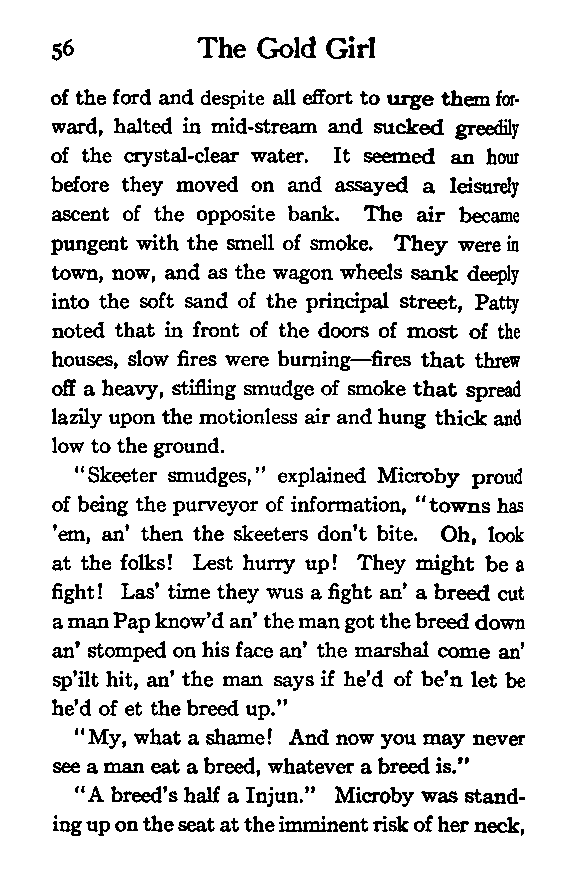 56 The Gold Girl
of the ford and despite all effort to urge them for-
ward, halted in mid-stream and sucked greedily
of the crystal-clear water. It seemed an hour
before they moved on and assayed a leisurely
ascent of the opposite bank. The air became
pungent with the smell of smoke. They were in
town, now, and as the wagon wheels sank deeply
into the soft sand of the principal street, Patty
noted that in front of the doors of most of the
houses, slow fires were burning—fires that threw
off a heavy, stifling smudge of smoke that spread
lazily upon the motionless air and hung thick and
low to the ground.
"Skeeter smudges," explained Microby proud
of being the purveyor of information, "towns has
'em, an' then the skeeters don't bite. Oh, look
at the folks! Lest hurry up! They might be a
fight! Las' time they wus a fight an' a breed cut
a man Pap know'd an' the man got the breed down
an' stomped on his face an' the marshal come an'
sp'ilt hit, an' the man says if he'd of be'n let be
he'd of et the breed up."
"My, what a shame! And now you may never
see a man eat a breed, whatever a breed is."
"A breed's half a Injun." Microby was stand-
ing up on the seat at the imminent risk of her neck,